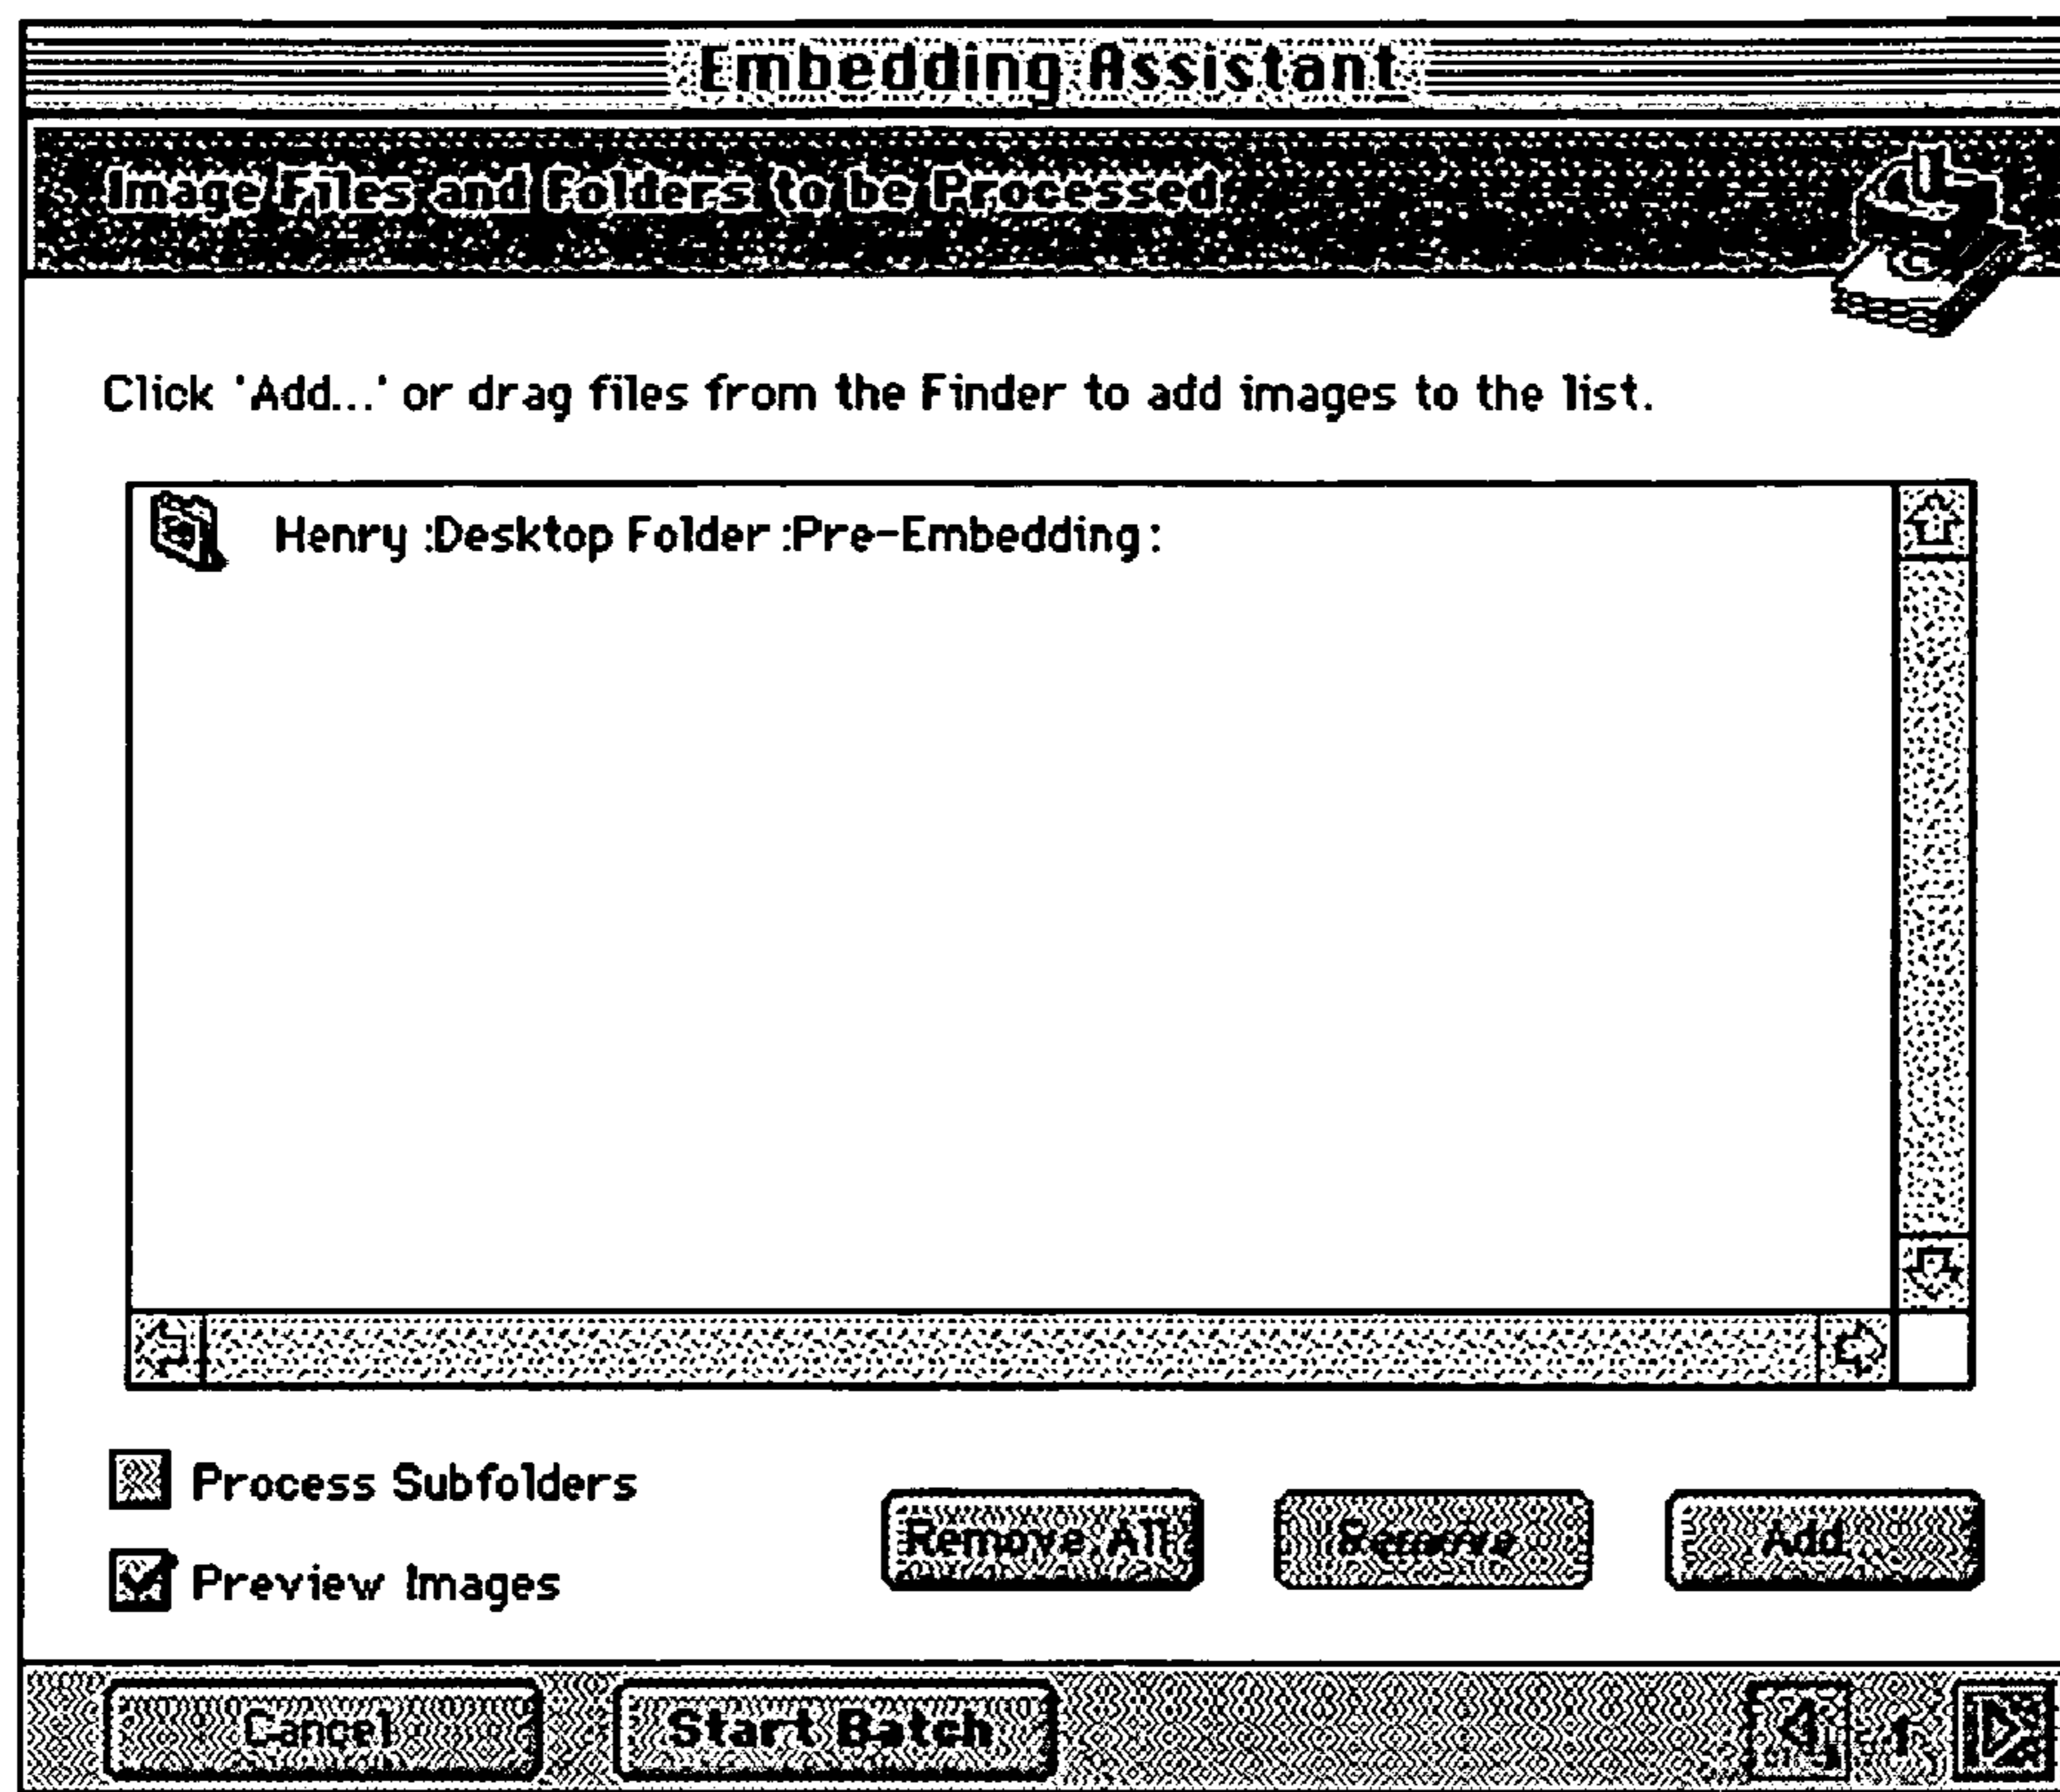 Embedding Assistant
Image Files and Folders to be Processed
Click 'Add...' or drag files from the Finder to add images to the list.
Henry :Desktop Folder :Pre-Embedding :
Process Subfolders
Preview Images
Remove All
Remove
Add...
Cancel
Start Batch
1